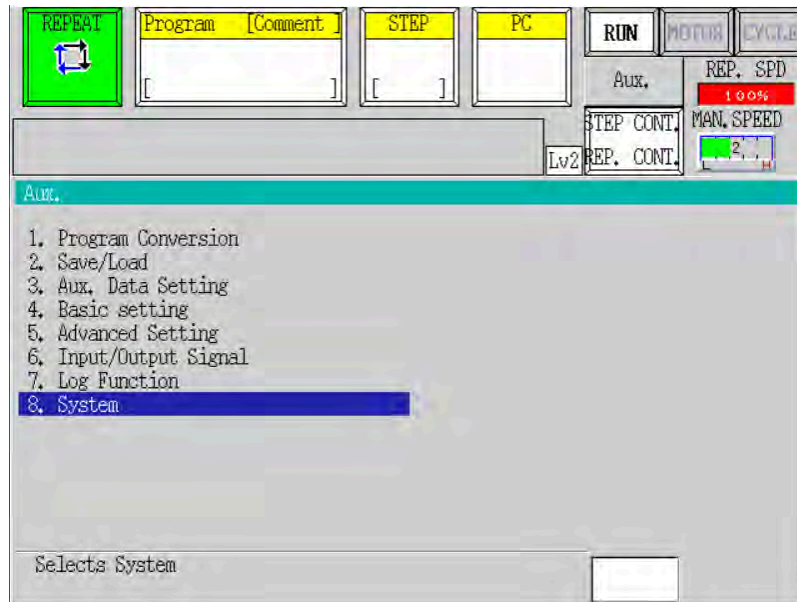 REPEAT
Program [Comment ]
[ ]
STEP
[ ]
PC
RUN
MOTOR
CYCLE
Aux.
REP. SPD
100%
STEP CONT.
REP. CONT.
MAN. SPEED
2
L H
Lv2
Aux.
1. Program Conversion
2. Save/Load
3. Aux. Data Setting
4. Basic setting
5. Advanced Setting
6. Input/Output Signal
7. Log Function
8. System
Selects System